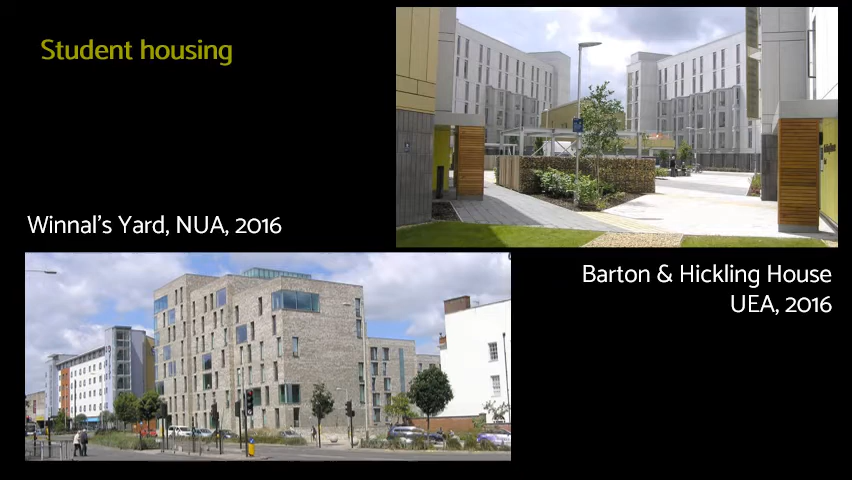 Student housing
Winnal's Yard, NUA, 2016
Barton & Hickling House
UEA, 2016